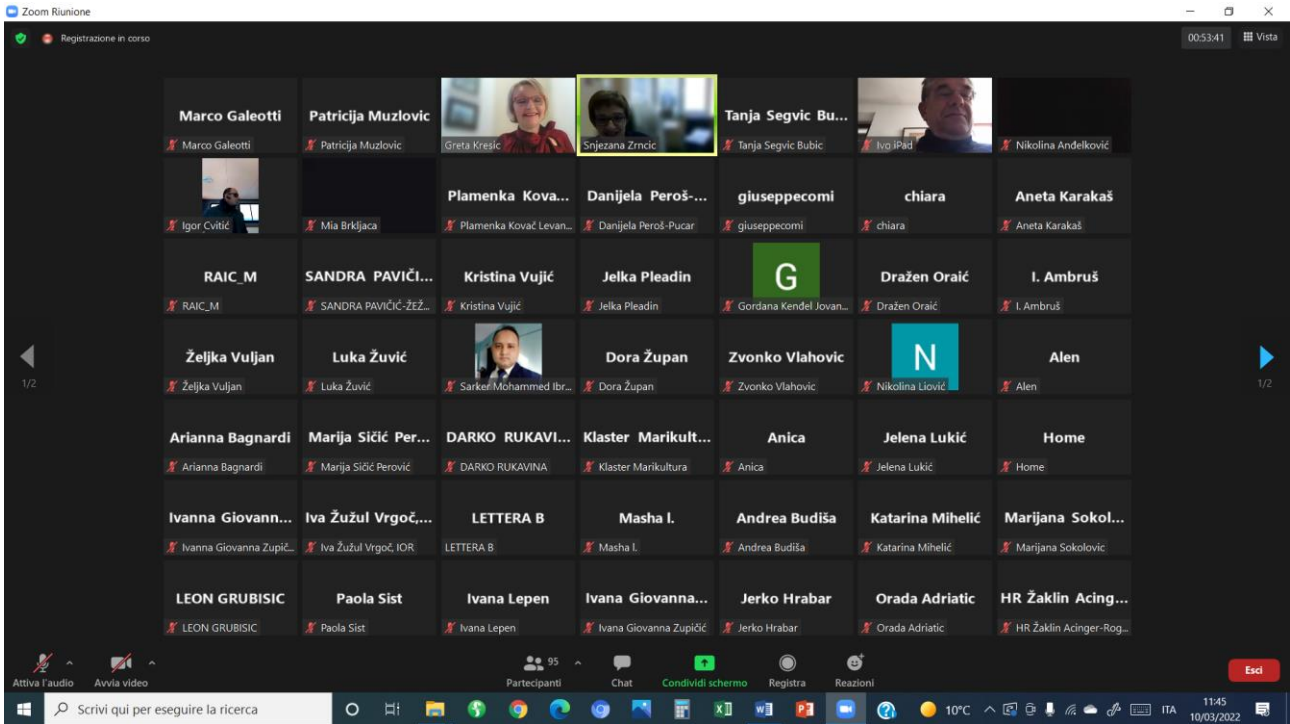 Zoom Riunione
Registrazione in corso
00:53:41 Vista
Marco Galeotti
Marco Galeotti
Patricija Muzlovic
Patricija Muzlovic
Greta Kresic
Snjezana Zrncic
Tanja Segvic Bu...
Tanja Segvic Bubic
Ivo iPad
Nikolina Anđelković
Igor Cvitić
Mia Brkljaca
Plamenka Kova...
Plamenka Kovač Levan...
Danijela Peroš-...
Danijela Peroš-Pucar
giuseppecomi
giuseppecomi
chiara
chiara
Aneta Karakaš
Aneta Karakaš
RAIC_M
RAIC_M
SANDRA PAVIČI...
SANDRA PAVIČIĆ-ŽEŽ...
Kristina Vujić
Kristina Vujić
Jelka Pleadin
Jelka Pleadin
G
Gordana Kenđel Jovan...
Dražen Oraić
Dražen Oraić
I. Ambruš
I. Ambruš
1/2
Željka Vuljan
Željka Vuljan
Luka Žuvić
Luka Žuvić
Sarker Mohammed Ibr...
Dora Župan
Dora Župan
Zvonko Vlahovic
Zvonko Vlahovic
N
Nikolina Liović
Alen
Alen
1/2
Arianna Bagnardi
Arianna Bagnardi
Marija Sičić Per...
Marija Sičić Perović
DARKO RUKAVI...
DARKO RUKAVINA
Klaster Marikult...
Klaster Marikultura
Anica
Anica
Jelena Lukić
Jelena Lukić
Home
Home
Ivanna Giovann...
Ivanna Giovanna Zupič...
Iva Žužul Vrgoč,...
Iva Žužul Vrgoč, IOR
LETTERA B
LETTERA B
Masha I.
Masha I.
Andrea Budiša
Andrea Budiša
Katarina Mihelić
Katarina Mihelić
Marijana Sokol...
Marijana Sokolovic
LEON GRUBISIC
LEON GRUBISIC
Paola Sist
Paola Sist
Ivana Lepen
Ivana Lepen
Ivana Giovanna...
Ivana Giovanna Zupičić
Jerko Hrabar
Jerko Hrabar
Orada Adriatic
Orada Adriatic
HR Žaklin Acing...
HR Žaklin Acinger-Rog...
Attiva l'audio
Avvia video
95
Partecipanti
Chat
Condividi schermo
Registra
Reazioni
Esci
Scrivi qui per eseguire la ricerca
10°C
ITA
11:45
10/03/2022